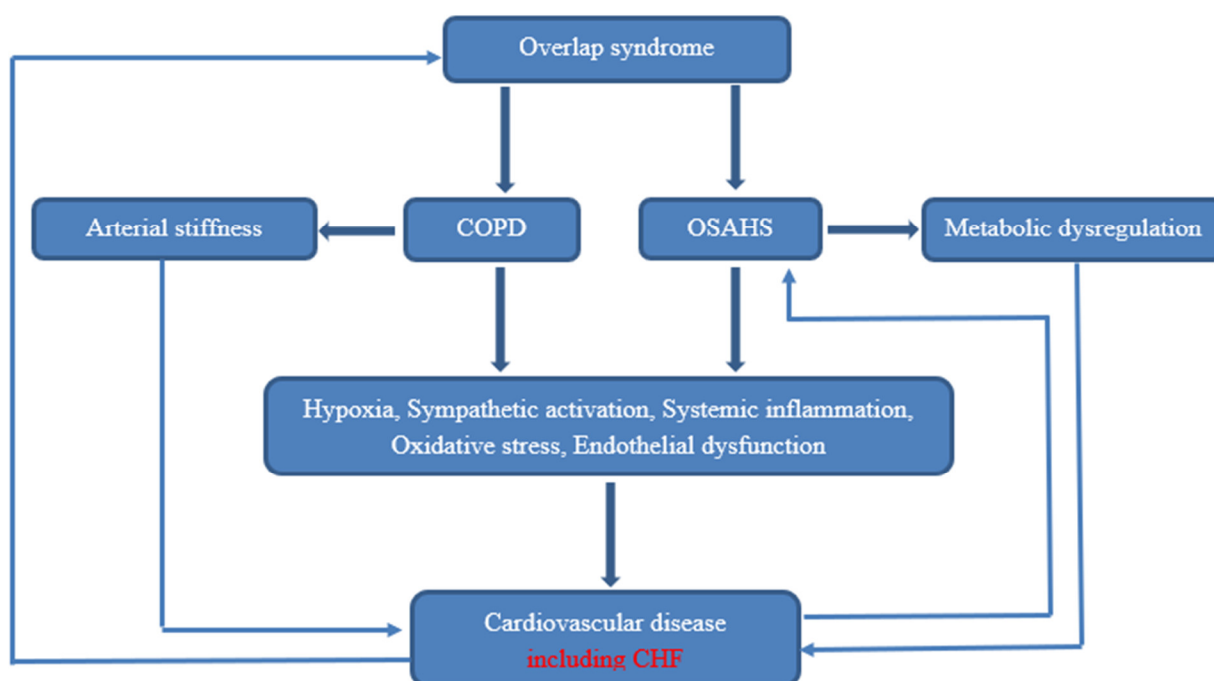 Overlap syndrome
Arterial stiffness
COPD
OSAHS
Metabolic dysregulation
Hypoxia, Sympathetic activation, Systemic inflammation,
Oxidative stress, Endothelial dysfunction
Cardiovascular disease
including CHF